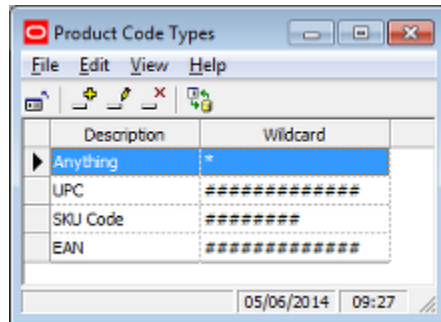 Product Code Types
File Edit View Help
Description Wildcard
Anything *
UPC #############
SKU Code ########
EAN #############
05/06/2014 09:27